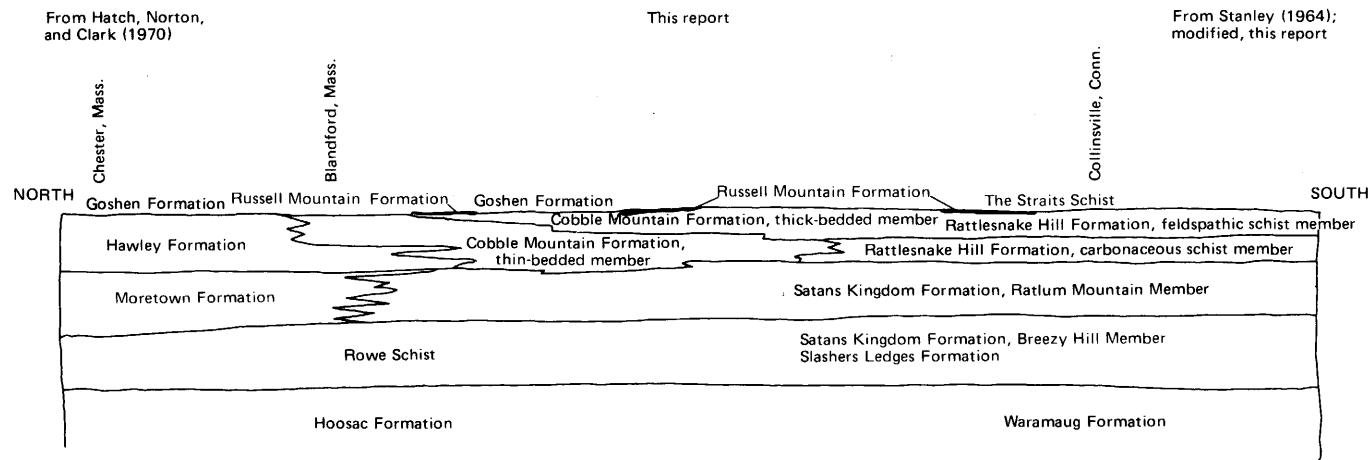 From Hatch, Norton,
and Clark (1970)
This report
From Stanley (1964);
modified, this report
Chester, Mass.
Blandford, Mass.
Collinsville, Conn.
NORTH
Goshen Formation
Russell Mountain Formation
Goshen Formation
Russell Mountain Formation
The Straits Schist
SOUTH
Cobble Mountain Formation, thick-bedded member
Rattlesnake Hill Formation, feldspathic schist member
Hawley Formation
Cobble Mountain Formation,
thin-bedded member
Rattlesnake Hill Formation, carbonaceous schist member
Moretown Formation
Satans Kingdom Formation, Ratlum Mountain Member
Rowe Schist
Satans Kingdom Formation, Breezy Hill Member
Slashers Ledges Formation
Hoosac Formation
Waramaug Formation